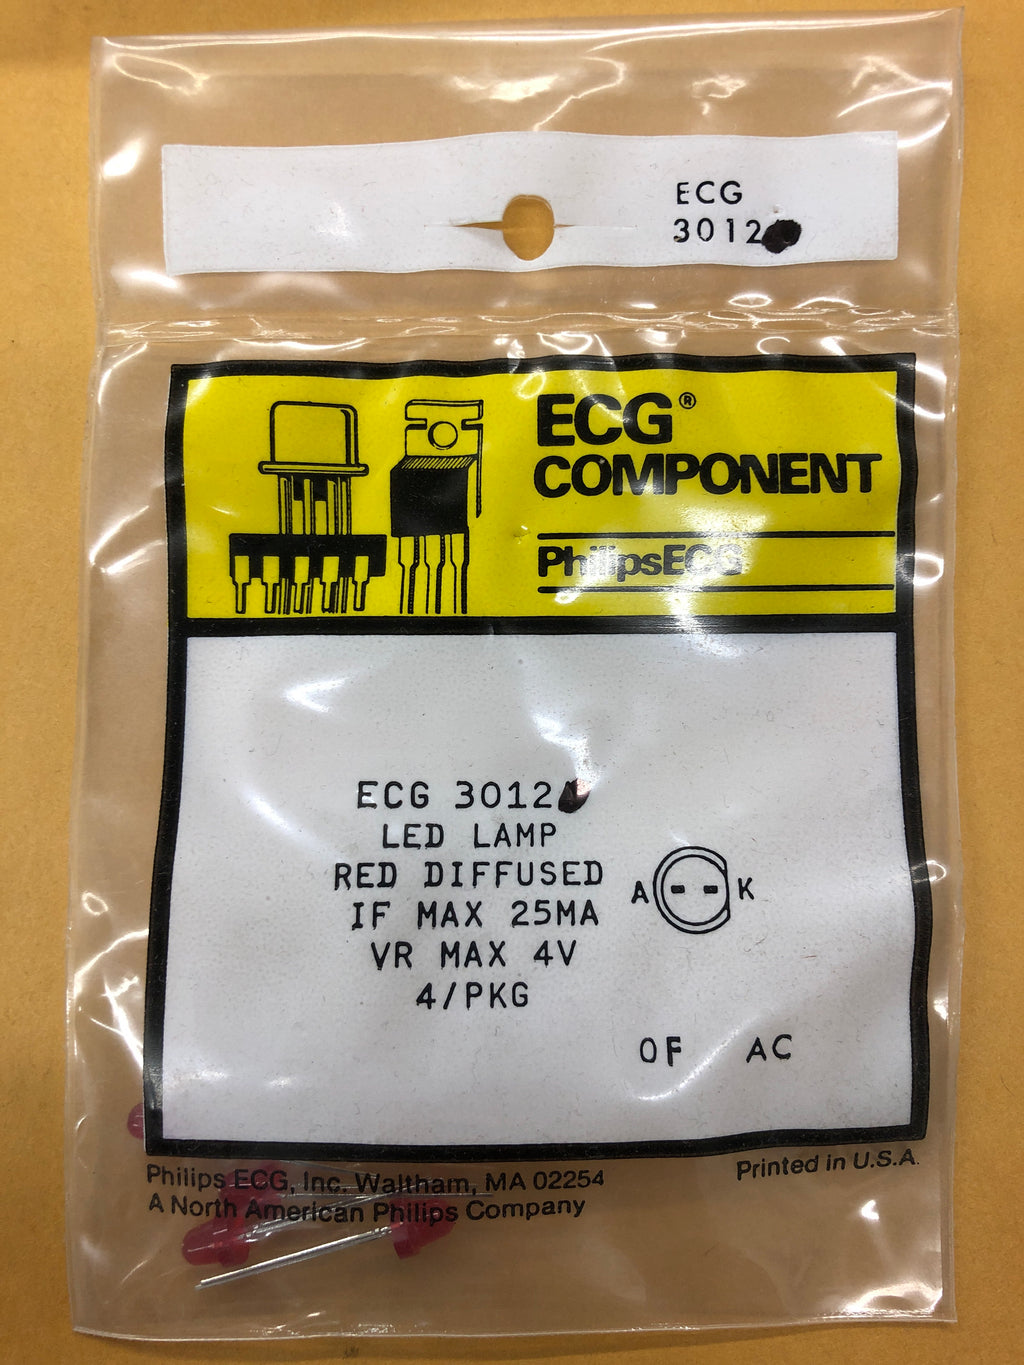 ECG
3012
ECG®
COMPONENT
PhilipsECG
ECG 3012
LED LAMP
RED DIFFUSED
IF MAX 25MA
VR MAX 4V
4/PKG
A K
OF AC
Philips ECG, Inc. Waltham, MA 02254
A North American Philips Company
Printed in U.S.A.